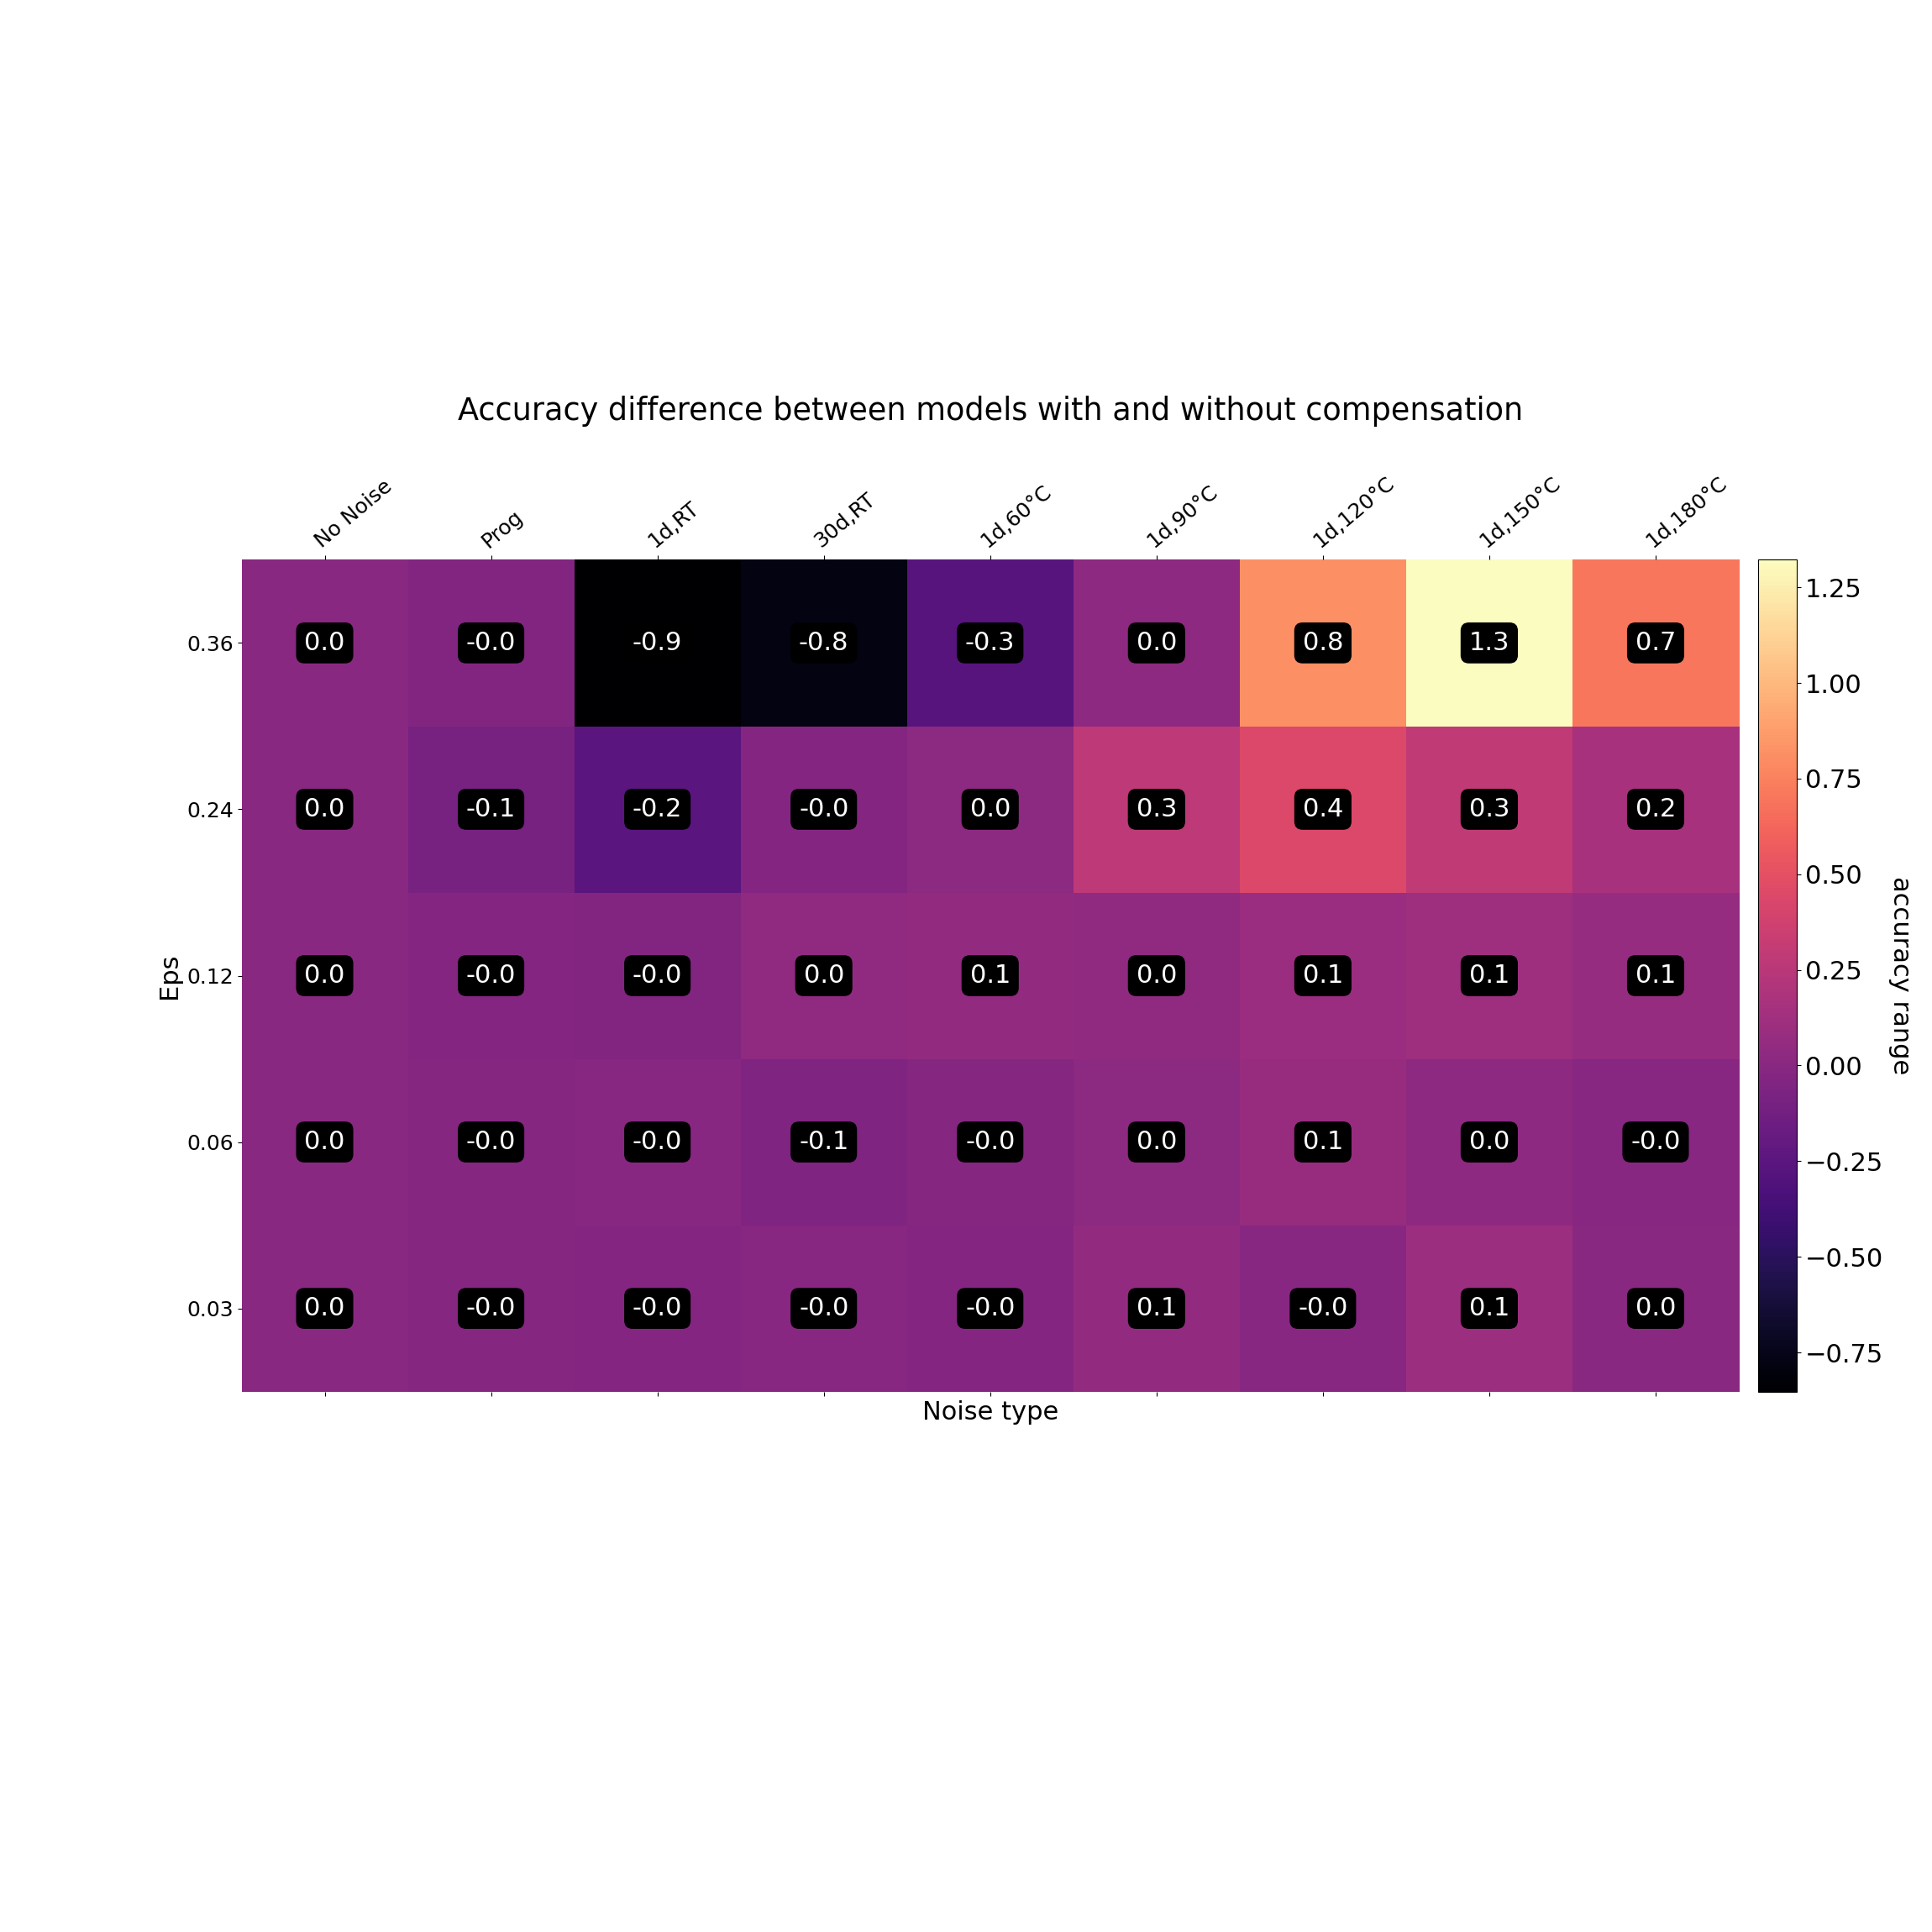 Accuracy difference between models with and without compensation
No Noise Prog 1d,RT 30d,RT 1d,60°C 1d,90°C 1d,120°C 1d,150°C 1d,180°C
0.36 0.0 -0.0 -0.9 -0.8 -0.3 0.0 0.8 1.3 0.7
0.24 0.0 -0.1 -0.2 -0.0 0.0 0.3 0.4 0.3 0.2
0.12 0.0 -0.0 -0.0 0.0 0.1 0.0 0.1 0.1 0.1
0.06 0.0 -0.0 -0.0 -0.1 -0.0 0.0 0.1 0.0 -0.0
0.03 0.0 -0.0 -0.0 -0.0 -0.0 0.1 -0.0 0.1 0.0
Eps
Noise type
1.25
1.00
0.75
0.50
0.25
0.00
−0.25
−0.50
−0.75
accuracy range